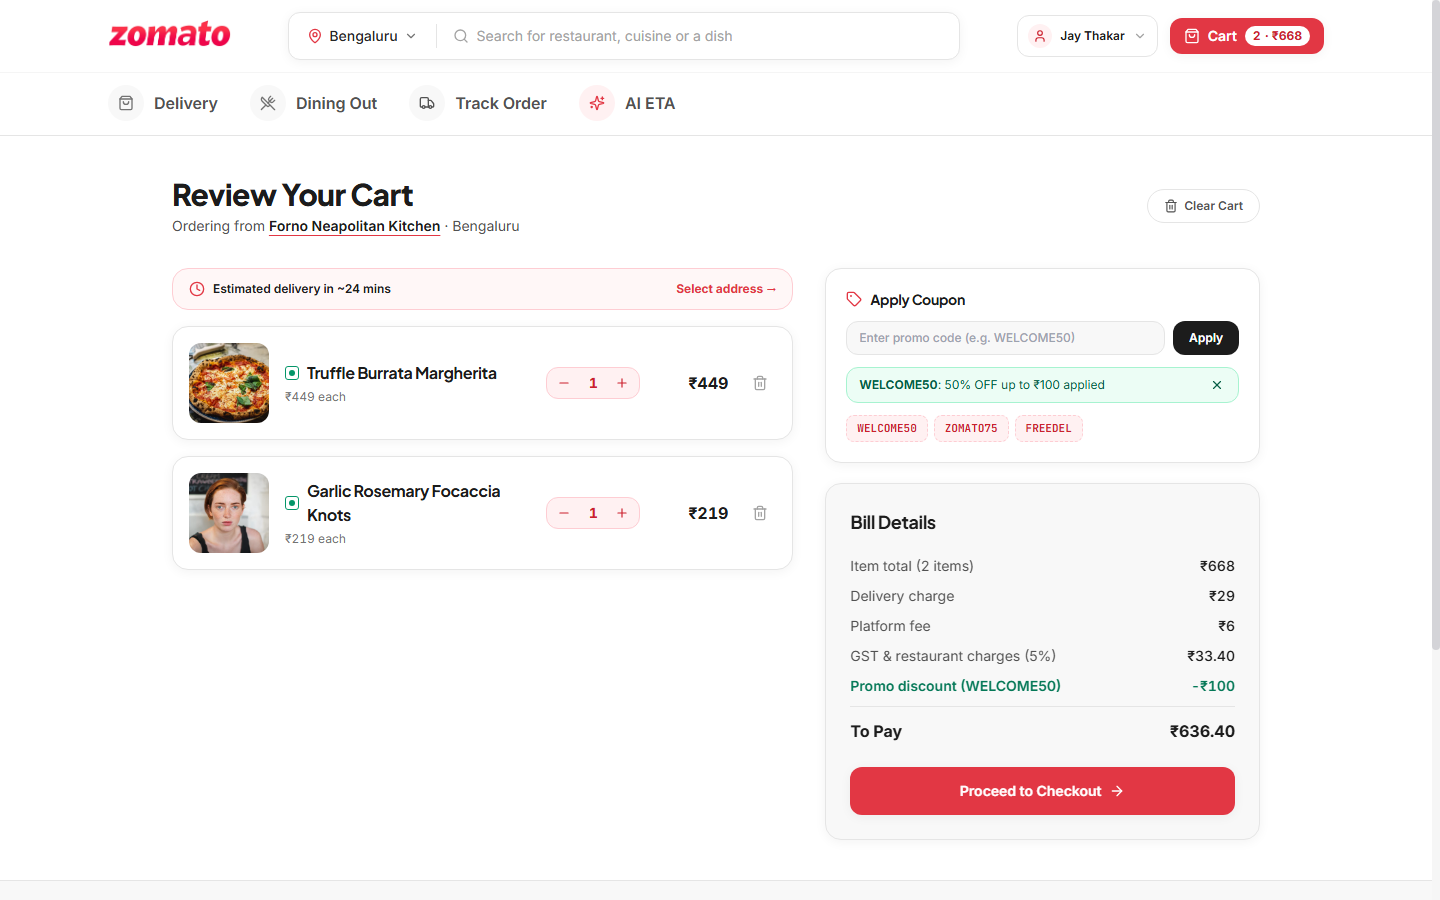 zomato
Bengaluru
Search for restaurant, cuisine or a dish
Jay Thakar
Cart 2 · ₹668
Delivery
Dining Out
Track Order
AI ETA
Review Your Cart
Ordering from Forno Neapolitan Kitchen · Bengaluru
Clear Cart
Estimated delivery in ~24 mins
Select address →
Truffle Burrata Margherita
₹449 each
− 1 +
₹449
Garlic Rosemary Focaccia
Knots
₹219 each
− 1 +
₹219
Apply Coupon
Enter promo code (e.g. WELCOME50)
Apply
WELCOME50: 50% OFF up to ₹100 applied
WELCOME50
ZOMATO75
FREEDEL
Bill Details
Item total (2 items) ₹668
Delivery charge ₹29
Platform fee ₹6
GST & restaurant charges (5%) ₹33.40
Promo discount (WELCOME50) -₹100
To Pay ₹636.40
Proceed to Checkout →